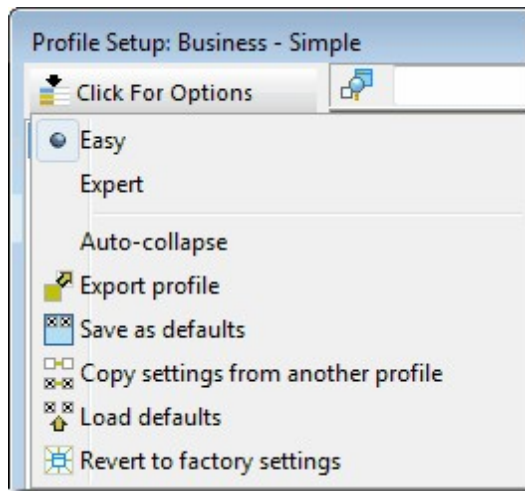 Profile Setup: Business - Simple
Click For Options
Easy
Expert
Auto-collapse
Export profile
Save as defaults
Copy settings from another profile
Load defaults
Revert to factory settings